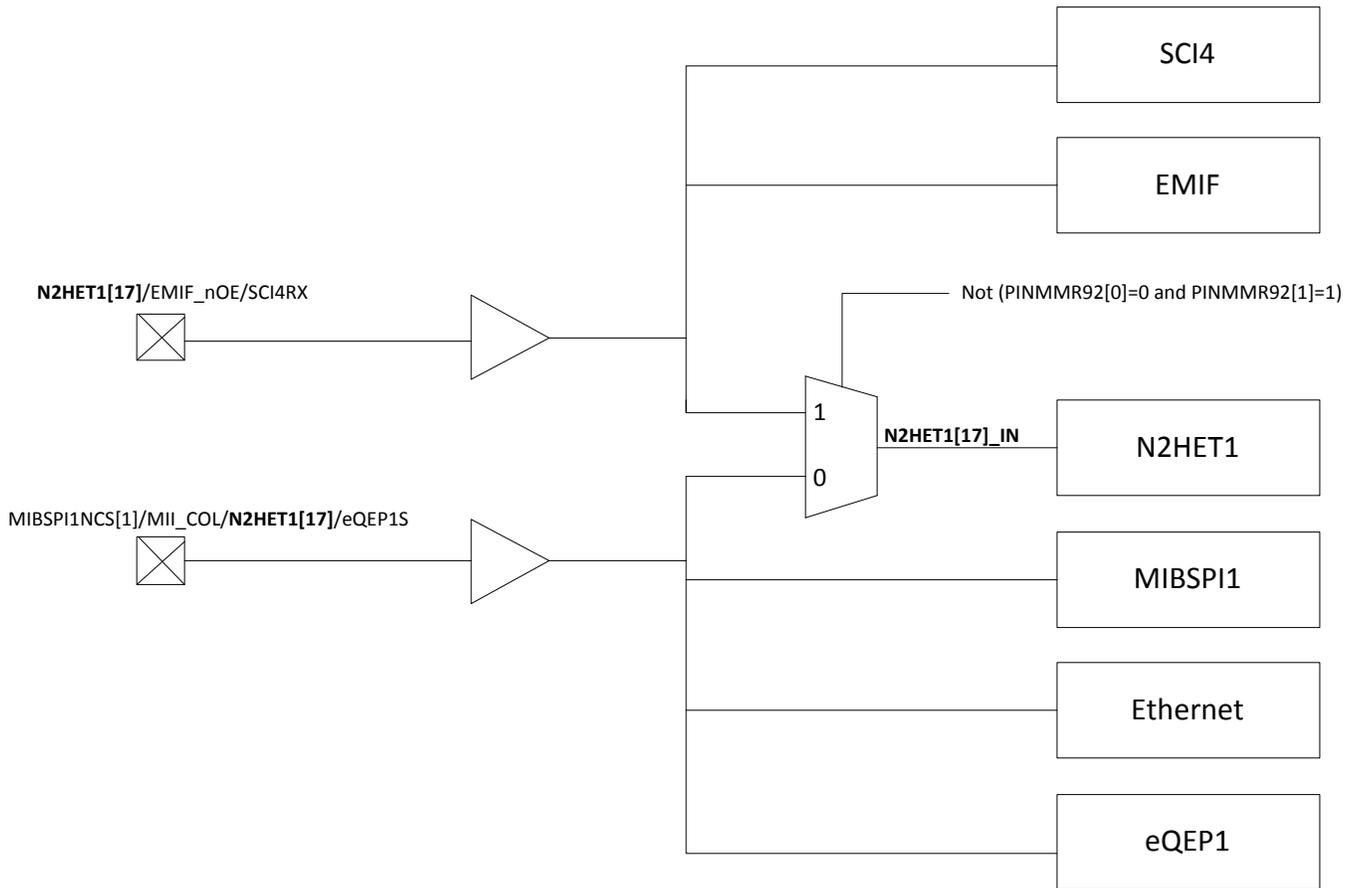 SCI4
EMIF
N2HET1[17]/EMIF_nOE/SCI4RX
Not (PINMMR92[0]=0 and PINMMR92[1]=1)
1
N2HET1[17]_IN
N2HET1
0
MIBSPI1NCS[1]/MII_COL/N2HET1[17]/eQEP1S
MIBSPI1
Ethernet
eQEP1